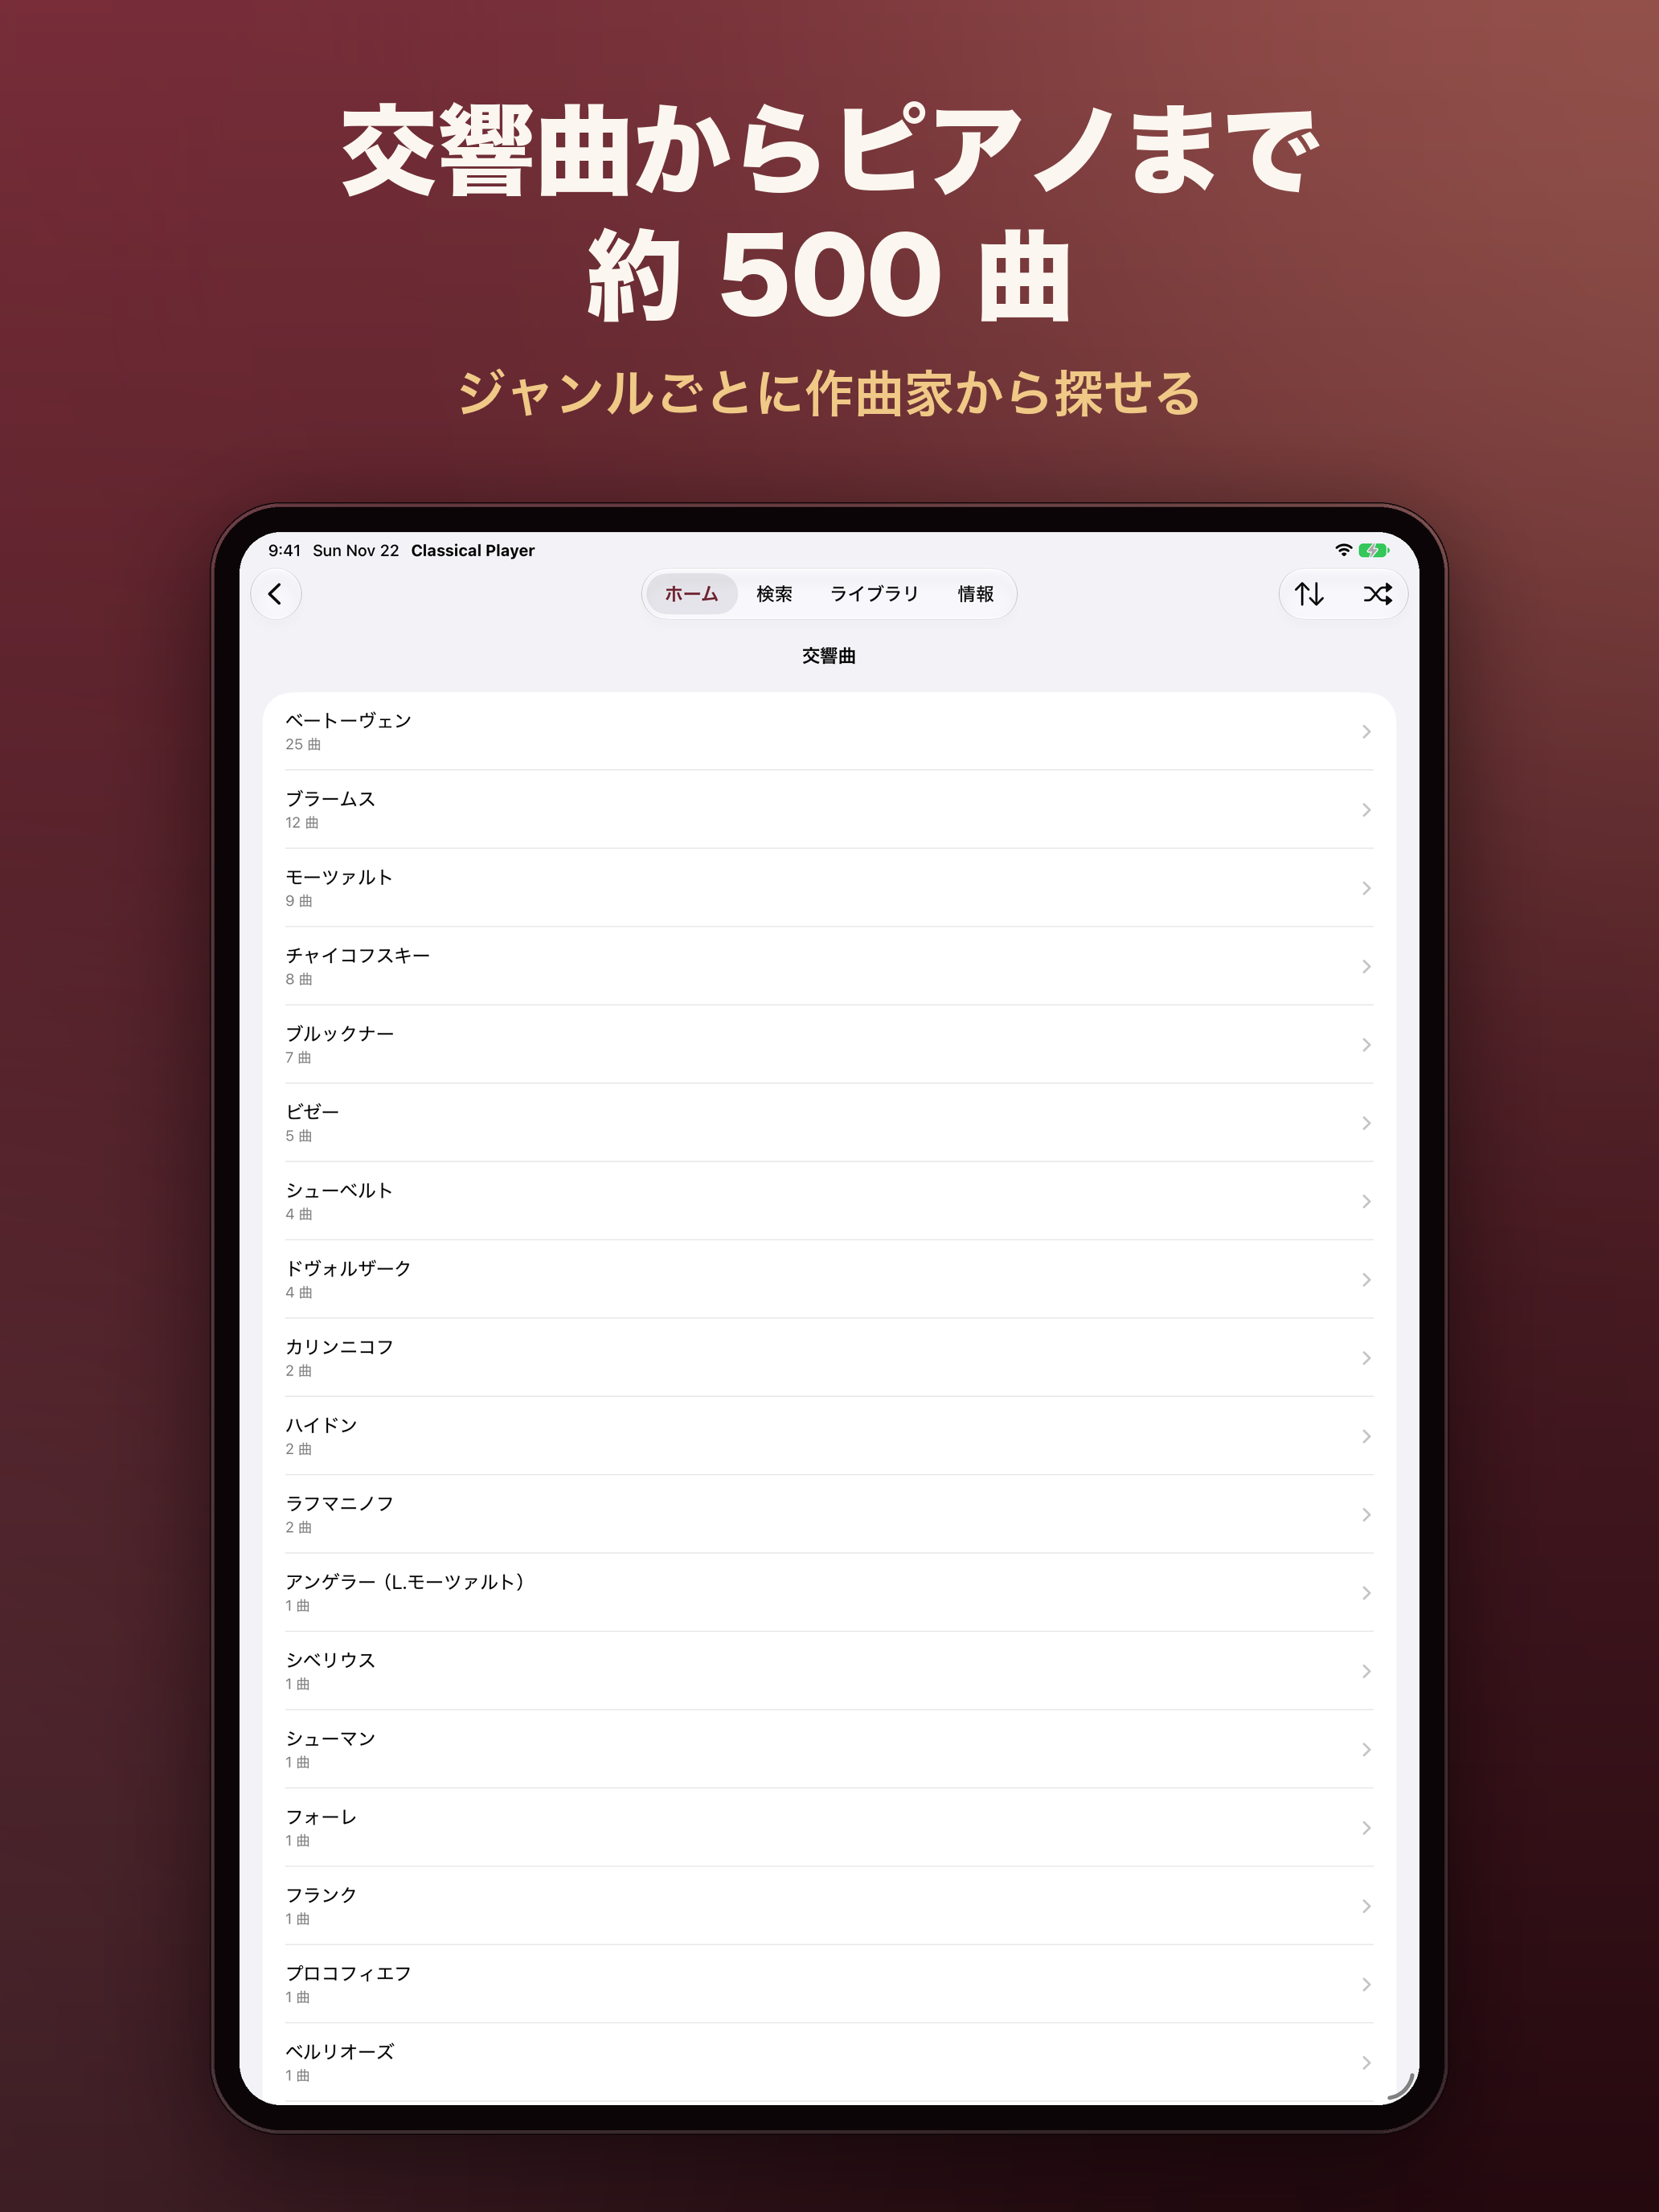 交響曲からピアノまで
約 500 曲
ジャンルごとに作曲家から探せる
9:41 Sun Nov 22 Classical Player
ホーム 検索 ライブラリ 情報
交響曲
ベートーヴェン
25 曲
ブラームス
12 曲
モーツァルト
9 曲
チャイコフスキー
8 曲
ブルックナー
7 曲
ビゼー
5 曲
シューベルト
4 曲
ドヴォルザーク
4 曲
カリンニコフ
2 曲
ハイドン
2 曲
ラフマニノフ
2 曲
アンゲラー（L.モーツァルト）
1 曲
シベリウス
1 曲
シューマン
1 曲
フォーレ
1 曲
フランク
1 曲
プロコフィエフ
1 曲
ベルリオーズ
1 曲